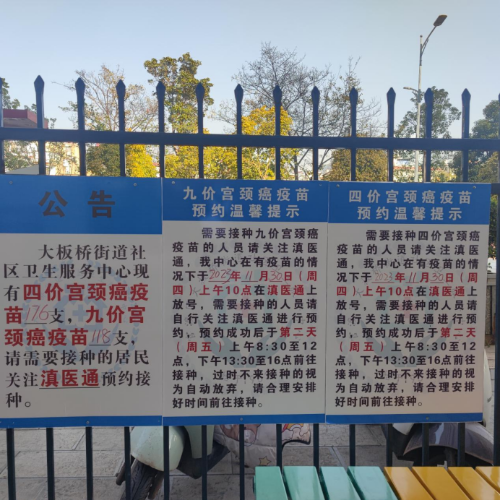 公告
大板桥街道社
区卫生服务中心现
有四价宫颈癌疫
苗176支，九价宫
颈癌疫苗118支，
请需要接种的居民
关注滇医通预约接
种。
九价宫颈癌疫苗
预约温馨提示
需要接种九价宫颈癌
疫苗的人员请关注滇医
通，我中心在有疫苗的情
况下于2023年11月30日（周
四）上午10点在滇医通上
放号，需要接种的人员请
自行关注滇医通进行预
约，预约成功后于第二天
（周五）上午8:30至12
点，下午13:30至16点前往
接种，过时不来接种的视
为自动放弃，请合理安排
好时间前往接种。
四价宫颈癌疫苗
预约温馨提示
需要接种四价宫颈癌
疫苗的人员请关注滇医
通，我中心在有疫苗的情
况下于2023年11月30日（周
四）上午10点在滇医通上
放号，需要接种的人员请
自行关注滇医通进行预
约，预约成功后于第二天
（周五）上午8:30至12
点，下午13:30至16点前往
接种，过时不来接种的视
为自动放弃，请合理安排
好时间前往接种。